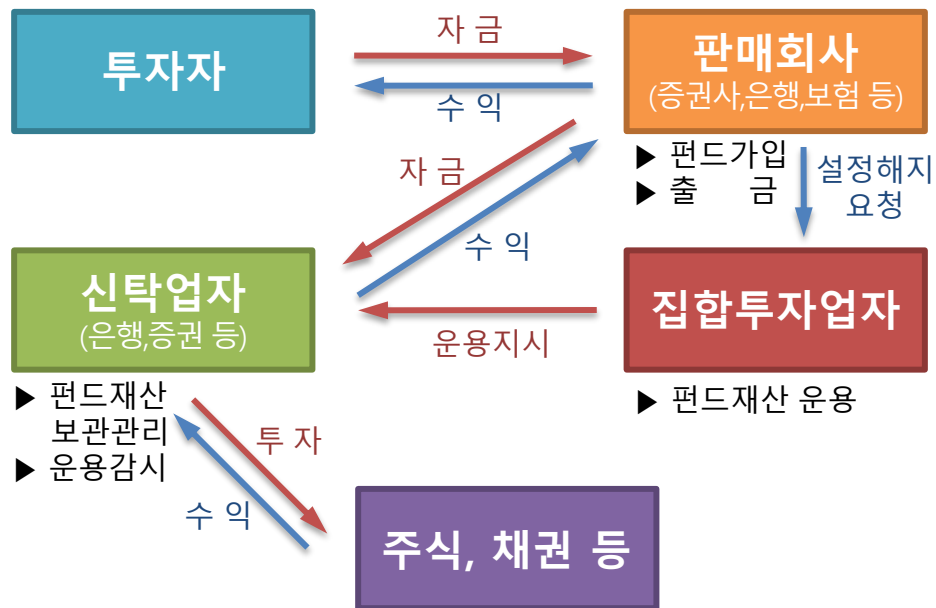 투자자
자 금
수 익
판매회사
(증권사,은행,보험 등)
▶ 펀드가입
▶ 출 금
설정해지
요청
자 금
수 익
신탁업자
(은행,증권 등)
운용지시
집합투자업자
▶ 펀드재산
보관관리
▶ 운용감시
▶ 펀드재산 운용
투 자
수 익
주식, 채권 등